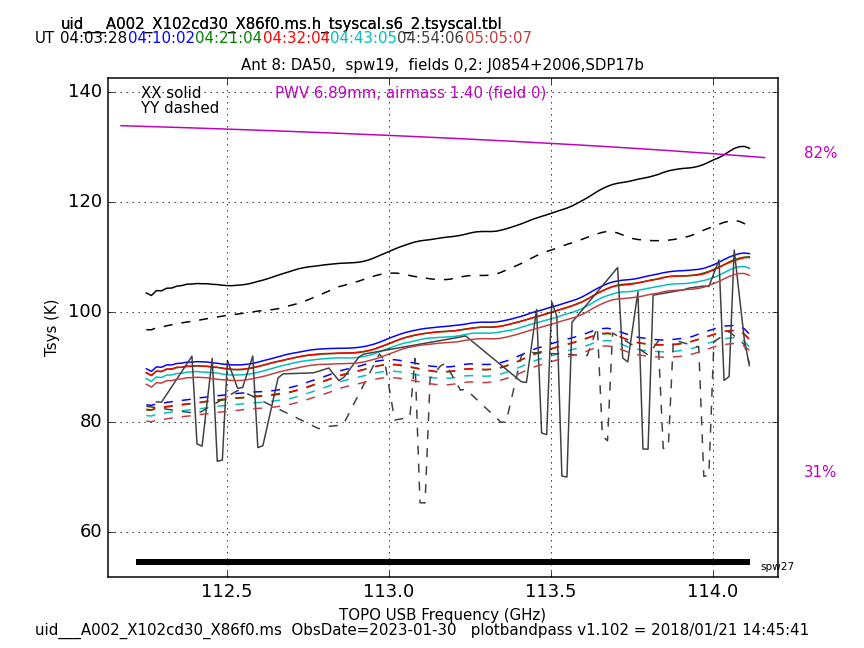 uid___A002_X102cd30_X86f0.ms.h_tsyscal.s6_2.tsyscal.tbl
UT 04:03:28 04:10:02 04:21:04 04:32:04 04:43:05 04:54:06 05:05:07
Ant 8: DA50,  spw19,  fields 0,2: J0854+2006,SDP17b
XX solid
PWV 6.89mm, airmass 1.40 (field 0)
YY dashed
140
120
100
80
60
Tsys (K)
82%
31%
spw27
112.5 113.0 113.5 114.0
TOPO USB Frequency (GHz)
uid___A002_X102cd30_X86f0.ms  ObsDate=2023-01-30   plotbandpass v1.102 = 2018/01/21 14:45:41